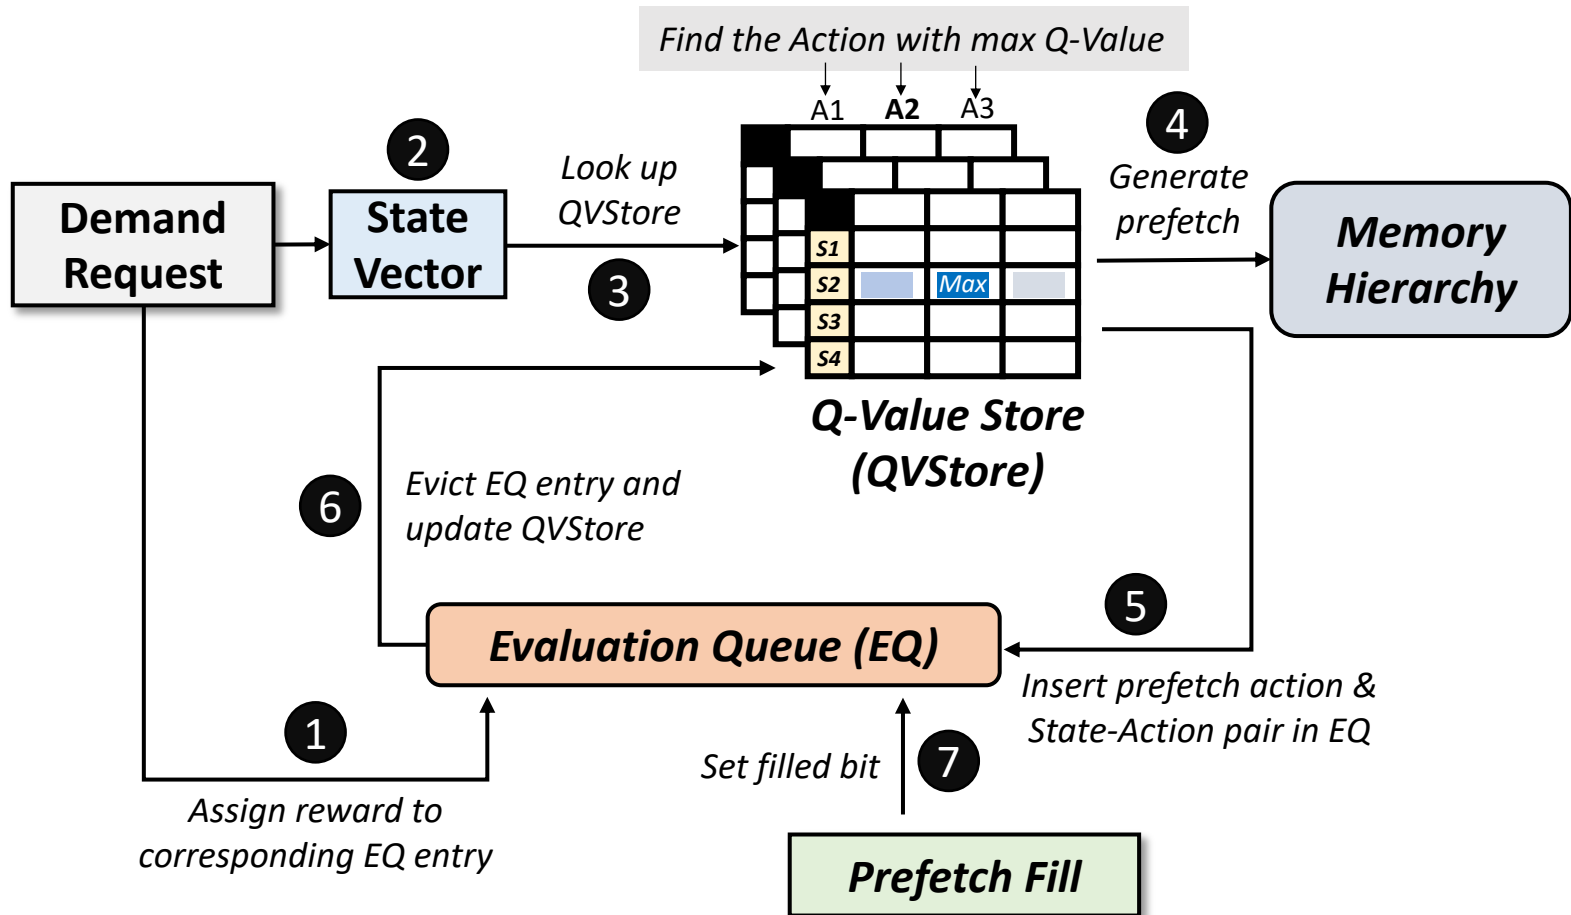 Find the Action with max Q-Value
A1 A2 A3
2
4
Demand
Request
State
Vector
Look up
QVStore
3
S1
S2 Max
S3
S4
Generate
prefetch
Memory
Hierarchy
Q-Value Store
(QVStore)
6
Evict EQ entry and
update QVStore
5
Evaluation Queue (EQ)
Insert prefetch action &
State-Action pair in EQ
1
Assign reward to
corresponding EQ entry
Set filled bit
7
Prefetch Fill